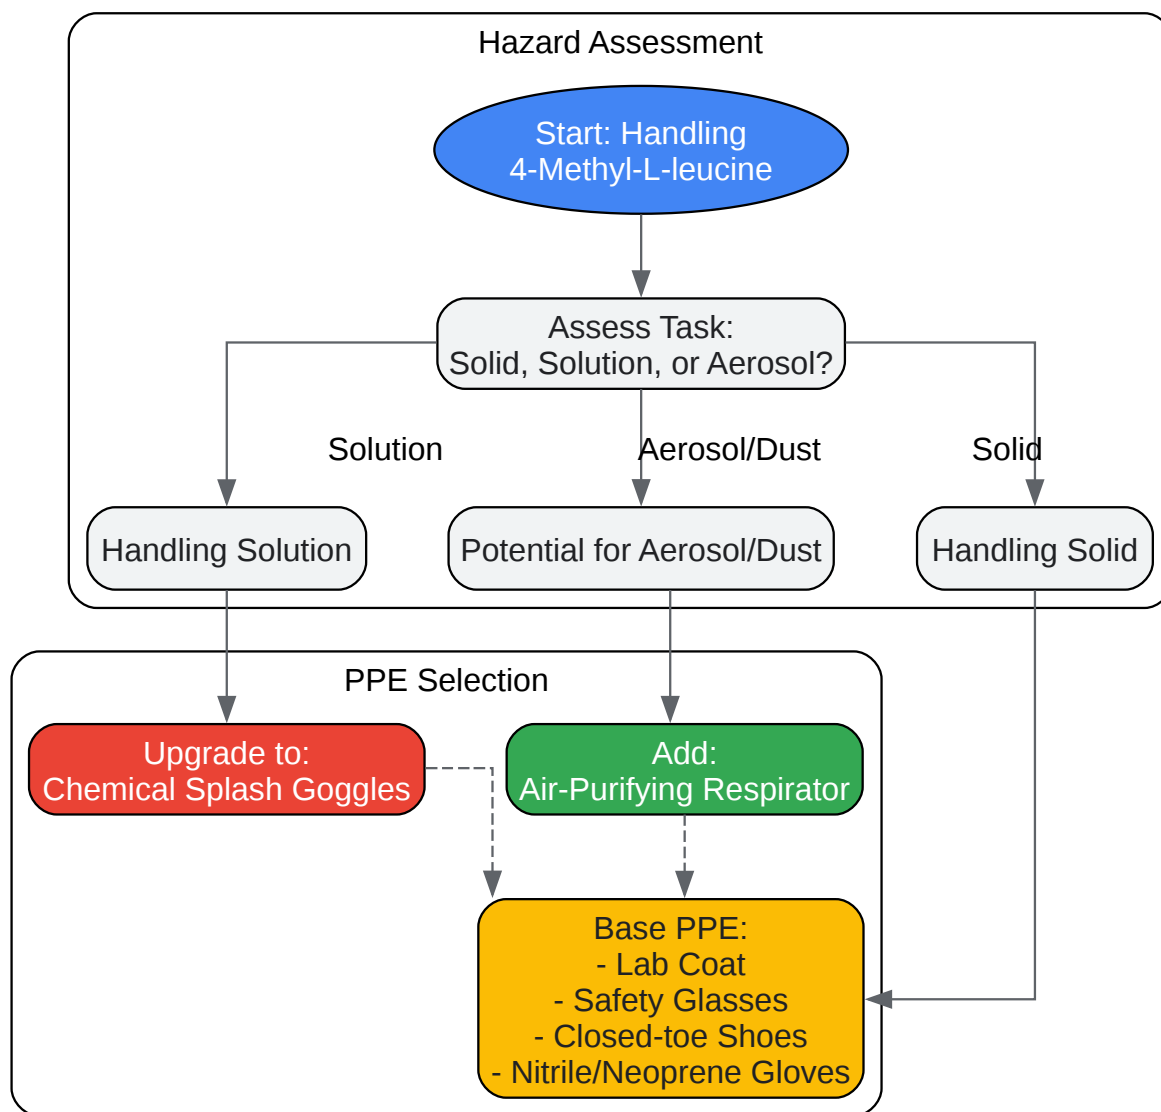 Hazard Assessment
Start: Handling
4-Methyl-L-leucine
Assess Task:
Solid, Solution, or Aerosol?
Solution
Aerosol/Dust
Solid
Handling Solution
Potential for Aerosol/Dust
Handling Solid
PPE Selection
Upgrade to:
Chemical Splash Goggles
Add:
Air-Purifying Respirator
Base PPE:
- Lab Coat
- Safety Glasses
- Closed-toe Shoes
- Nitrile/Neoprene Gloves